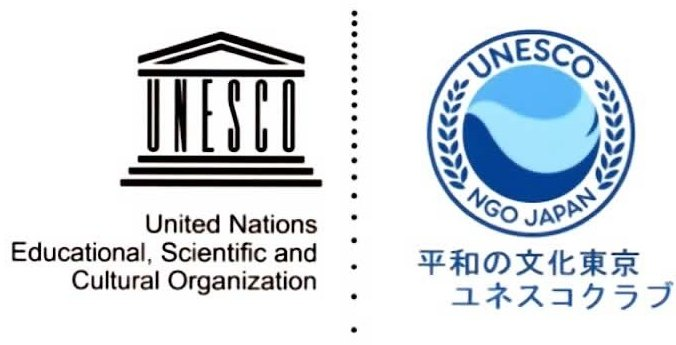 UNESCO
United Nations
Educational, Scientific and
Cultural Organization
UNESCO
NGO JAPAN
平和の文化東京
ユネスコクラブ